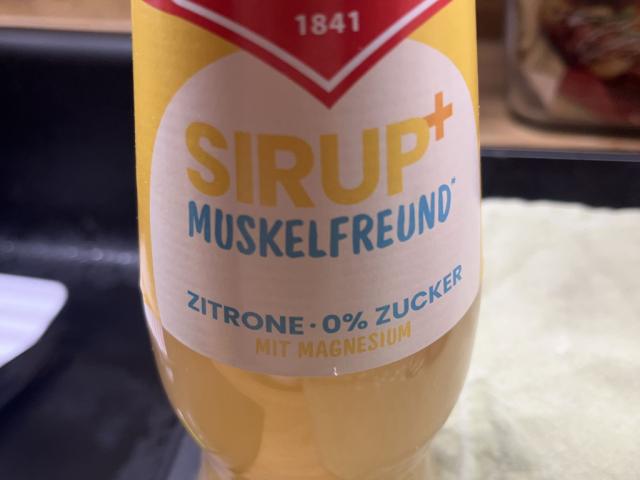 1841
SIRUP+
MUSKELFREUND*
ZITRONE · 0% ZUCKER
MIT MAGNESIUM